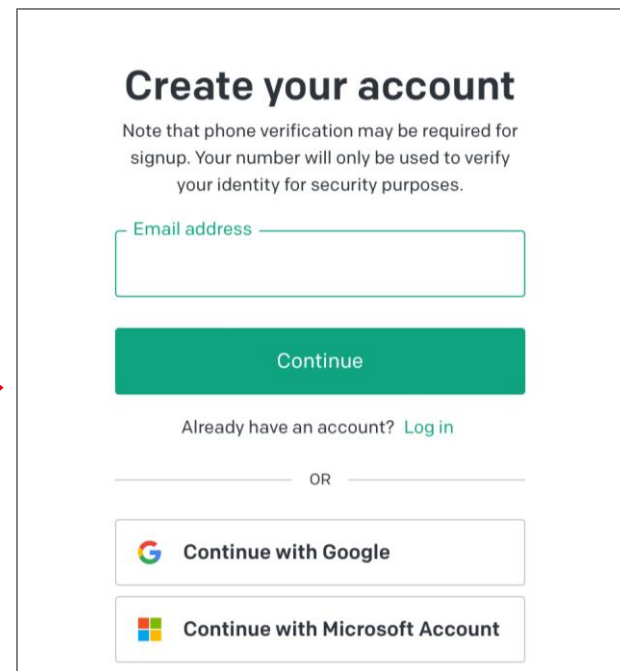 Create your account
Note that phone verification may be required for
signup. Your number will only be used to verify
your identity for security purposes.
Email address
Continue
Already have an account? Log in
OR
Continue with Google
Continue with Microsoft Account